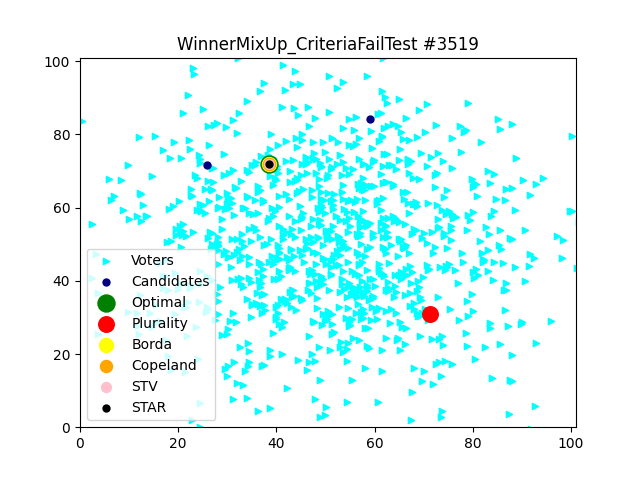 WinnerMixUp_CriteriaFailTest #3519
100
80
60
40
20
0
Voters
Candidates
Optimal
Plurality
Borda
Copeland
STV
STAR
0 20 40 60 80 100